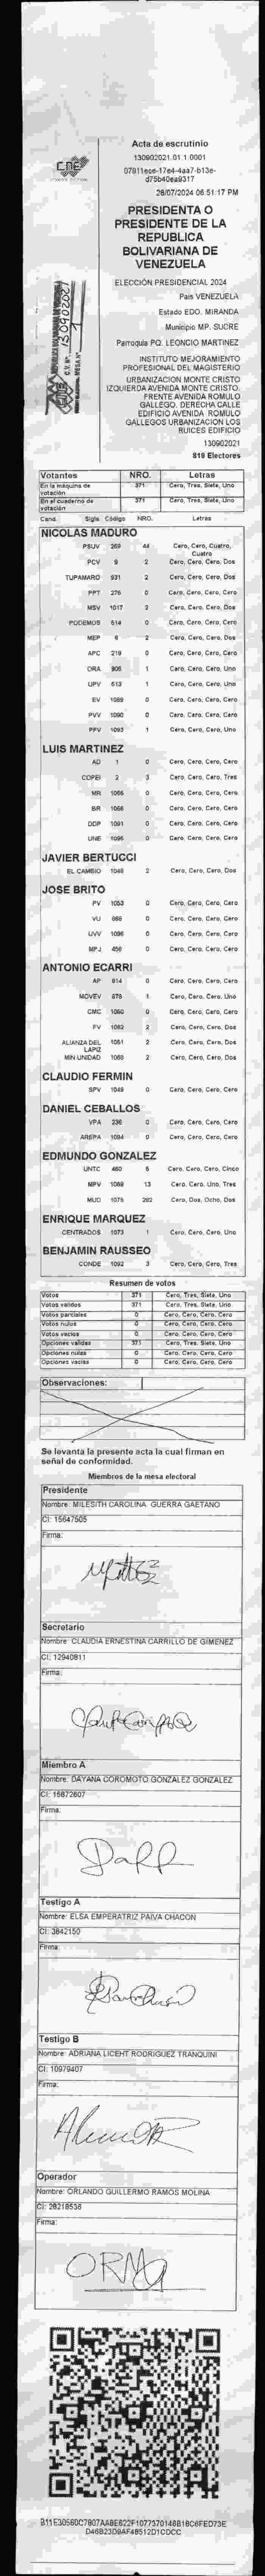 Acta de escrutinio
130902021.01.1.0001
07811ece-17e4-4aa7-b13e-
d75b40ea9317
28/07/2024 06:51:17 PM
CNE
PRESIDENTA O
PRESIDENTE DE LA
REPUBLICA
BOLIVARIANA DE
VENEZUELA
ELECCIÓN PRESIDENCIAL 2024
País VENEZUELA
Estado EDO. MIRANDA
Municipio MP. SUCRE
Parroquia PQ. LEONCIO MARTINEZ
INSTITUTO MEJORAMIENTO
PROFESIONAL DEL MAGISTERIO
URBANIZACION MONTE CRISTO
IZQUIERDA AVENIDA MONTE CRISTO.
FRENTE AVENIDA ROMULO
GALLEGO. DERECHA CALLE
EDIFICIO AVENIDA ROMULO
GALLEGOS URBANIZACION LOS
RUICES EDIFICIO
130902021
819 Electores
Votantes NRO. Letras
En la máquina de votación 371 Cero, Tres, Siete, Uno
En el cuaderno de votación 371 Cero, Tres, Siete, Uno
Cand. Sigla Código NRO. Letras
NICOLAS MADURO
PSUV 269 44 Cero, Cero, Cuatro, Cuatro
PCV 9 2 Cero, Cero, Cero, Dos
TUPAMARO 931 2 Cero, Cero, Cero, Dos
PPT 276 0 Cero, Cero, Cero, Cero
MSV 1017 2 Cero, Cero, Cero, Dos
PODEMOS 514 0 Cero, Cero, Cero, Cero
MEP 6 2 Cero, Cero, Cero, Dos
APC 219 0 Cero, Cero, Cero, Cero
ORA 906 1 Cero, Cero, Cero, Uno
UPV 613 1 Cero, Cero, Cero, Uno
EV 1089 0 Cero, Cero, Cero, Cero
PVV 1090 0 Cero, Cero, Cero, Cero
PFV 1093 1 Cero, Cero, Cero, Uno
LUIS MARTINEZ
AD 1 0 Cero, Cero, Cero, Cero
COPEI 2 3 Cero, Cero, Cero, Tres
MR 1065 0 Cero, Cero, Cero, Cero
BR 1066 0 Cero, Cero, Cero, Cero
DDP 1091 0 Cero, Cero, Cero, Cero
UNE 1095 0 Cero, Cero, Cero, Cero
JAVIER BERTUCCI
EL CAMBIO 1048 2 Cero, Cero, Cero, Dos
JOSE BRITO
PV 1053 0 Cero, Cero, Cero, Cero
VU 868 0 Cero, Cero, Cero, Cero
UVV 1096 0 Cero, Cero, Cero, Cero
MPJ 456 0 Cero, Cero, Cero, Cero
ANTONIO ECARRI
AP 814 0 Cero, Cero, Cero, Cero
MOVEV 878 1 Cero, Cero, Cero, Uno
CMC 1060 0 Cero, Cero, Cero, Cero
FV 1082 2 Cero, Cero, Cero, Dos
ALIANZA DEL LAPIZ 1051 2 Cero, Cero, Cero, Dos
MIN UNIDAD 1068 2 Cero, Cero, Cero, Dos
CLAUDIO FERMIN
SPV 1049 0 Cero, Cero, Cero, Cero
DANIEL CEBALLOS
VPA 236 0 Cero, Cero, Cero, Cero
AREPA 1094 0 Cero, Cero, Cero, Cero
EDMUNDO GONZALEZ
UNTC 460 5 Cero, Cero, Cero, Cinco
MPV 1069 13 Cero, Cero, Uno, Tres
MUD 1075 282 Cero, Dos, Ocho, Dos
ENRIQUE MARQUEZ
CENTRADOS 1073 1 Cero, Cero, Cero, Uno
BENJAMIN RAUSSEO
CONDE 1092 3 Cero, Cero, Cero, Tres
Resumen de votos
Votos 371 Cero, Tres, Siete, Uno
Votos validos 371 Cero, Tres, Siete, Uno
Votos parciales 0 Cero, Cero, Cero, Cero
Votos nulos 0 Cero, Cero, Cero, Cero
Votos vacios 0 Cero, Cero, Cero, Cero
Opciones validas 371 Cero, Tres, Siete, Uno
Opciones nulas 0 Cero, Cero, Cero, Cero
Opciones vacias 0 Cero, Cero, Cero, Cero
Observaciones:
Se levanta la presente acta la cual firman en
señal de conformidad.
Miembros de la mesa electoral
Presidente
Nombre: MILESITH CAROLINA GUERRA GAETANO
CI: 15647505
Firma:
Secretario
Nombre: CLAUDIA ERNESTINA CARRILLO DE GIMENEZ
CI: 12940811
Firma:
Miembro A
Nombre: DAYANA COROMOTO GONZALEZ GONZALEZ
CI: 15872607
Firma:
Testigo A
Nombre: ELSA EMPERATRIZ PAIVA CHACON
CI: 3842150
Firma:
Testigo B
Nombre: ADRIANA LICEHT RODRIGUEZ TRANQUINI
CI: 10979407
Firma:
Operador
Nombre: ORLANDO GUILLERMO RAMOS MOLINA
CI: 28218538
Firma:
ORM